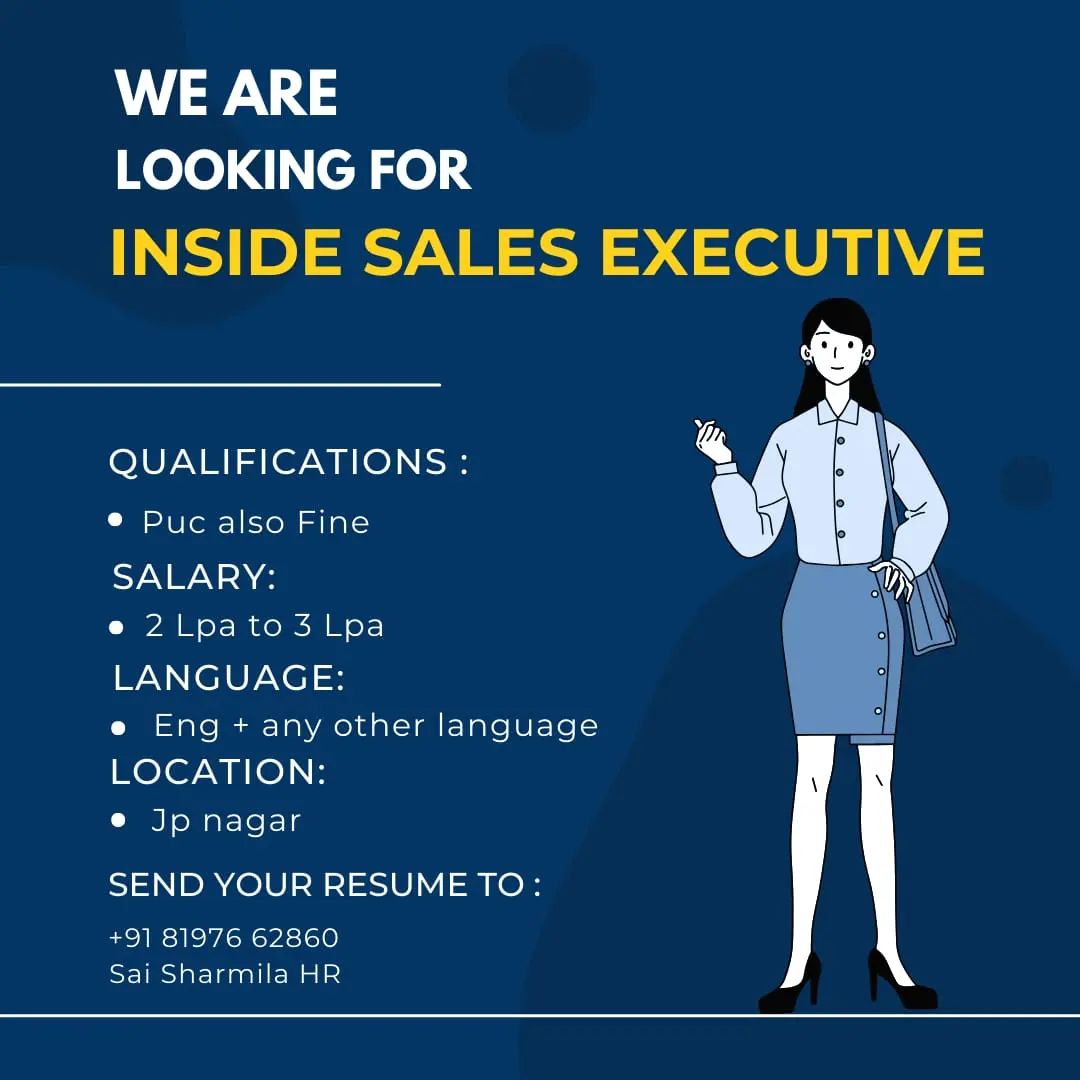 WE ARE
LOOKING FOR
INSIDE SALES EXECUTIVE
QUALIFICATIONS :
• Puc also Fine
SALARY:
• 2 Lpa to 3 Lpa
LANGUAGE:
• Eng + any other language
LOCATION:
• Jp nagar
SEND YOUR RESUME TO :
+91 81976 62860
Sai Sharmila HR